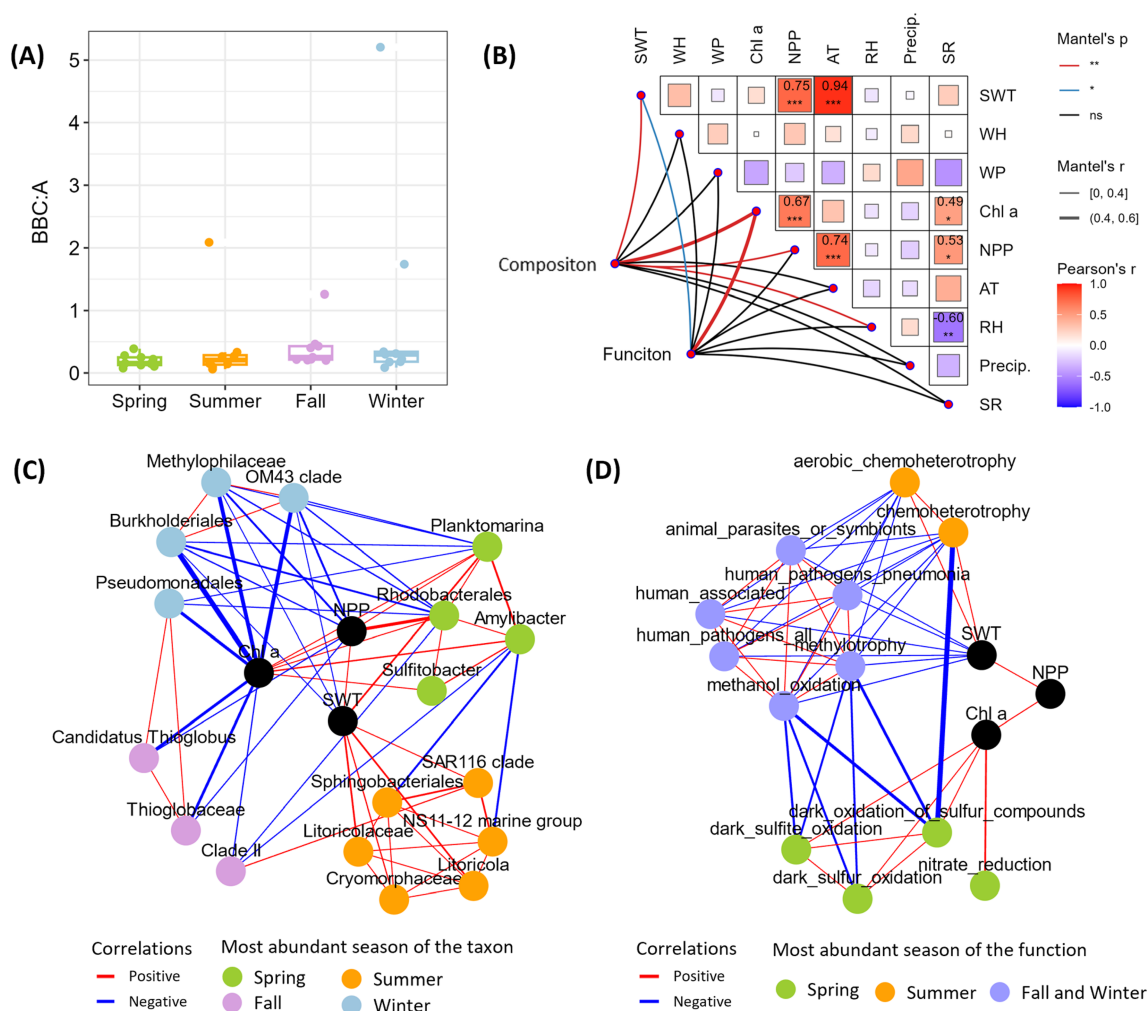 (A)
BBC:A
5
4
3
2
1
0
Spring
Summer
Fall
Winter
(B)
SWT
WH
WP
Chl a
NPP
AT
RH
Precip.
SR
0.75
***
0.94
***
SWT
WH
WP
0.67
***
0.49
*
Chl a
0.74
***
0.53
*
NPP
AT
-0.60
**
RH
Precip.
SR
Compositon
Funciton
Mantel's p
**
*
ns
Mantel's r
[0, 0.4]
(0.4, 0.6]
Pearson's r
1.0
0.5
0.0
-0.5
-1.0
(C)
Methylophilaceae
OM43 clade
Burkholderiales
Planktomarina
Pseudomonadales
Rhodobacterales
NPP
Amylibacter
Chl a
Sulfitobacter
SWT
Candidatus Thioglobus
SAR116 clade
Sphingobacteriales
Thioglobaceae
NS11-12 marine group
Litoricolaceae
Clade II
Litoricola
Cryomorphaceae
Correlations
Positive
Negative
Most abundant season of the taxon
Spring
Summer
Fall
Winter
(D)
aerobic_chemoheterotrophy
chemoheterotrophy
animal_parasites_or_symbionts
human_pathogens_pneumonia
human_associated
human_pathogens_all
methylotrophy
SWT
NPP
methanol_oxidation
Chl a
dark_oxidation_of_sulfur_compounds
dark_sulfite_oxidation
nitrate_reduction
dark_sulfur_oxidation
Correlations
Positive
Negative
Most abundant season of the function
Spring
Summer
Fall and Winter